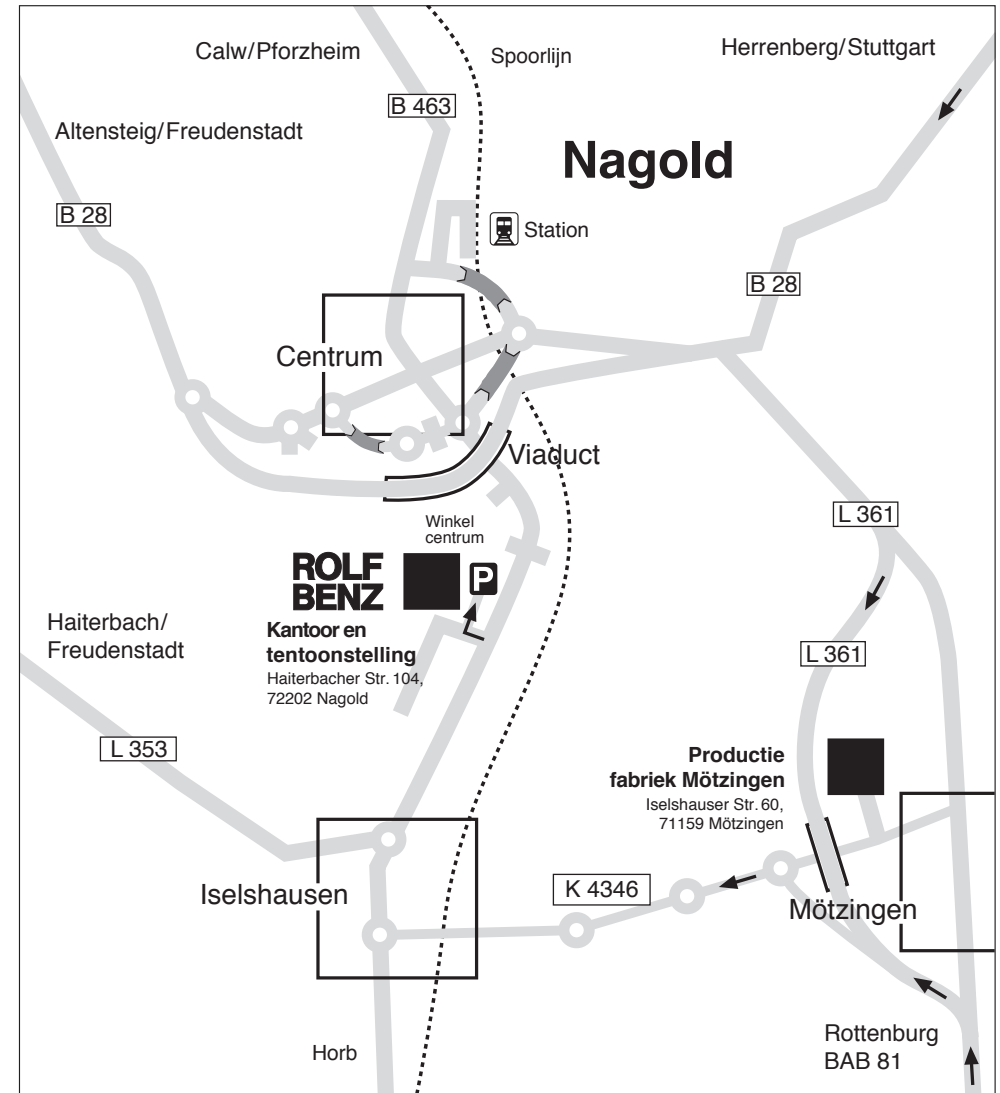 Calw/Pforzheim
Spoorlijn
Herrenberg/Stuttgart
B 463
Altensteig/Freudenstadt
Nagold
B 28
Station
B 28
Centrum
Viaduct
L 361
Winkel
centrum
ROLF
BENZ
P
Kantoor en
tentoonstelling
Haiterbacher Str. 104,
72202 Nagold
Haiterbach/
Freudenstadt
L 361
L 353
Productie
fabriek Mötzingen
Iselshauser Str. 60,
71159 Mötzingen
Iselshausen
K 4346
Mötzingen
Horb
Rottenburg
BAB 81